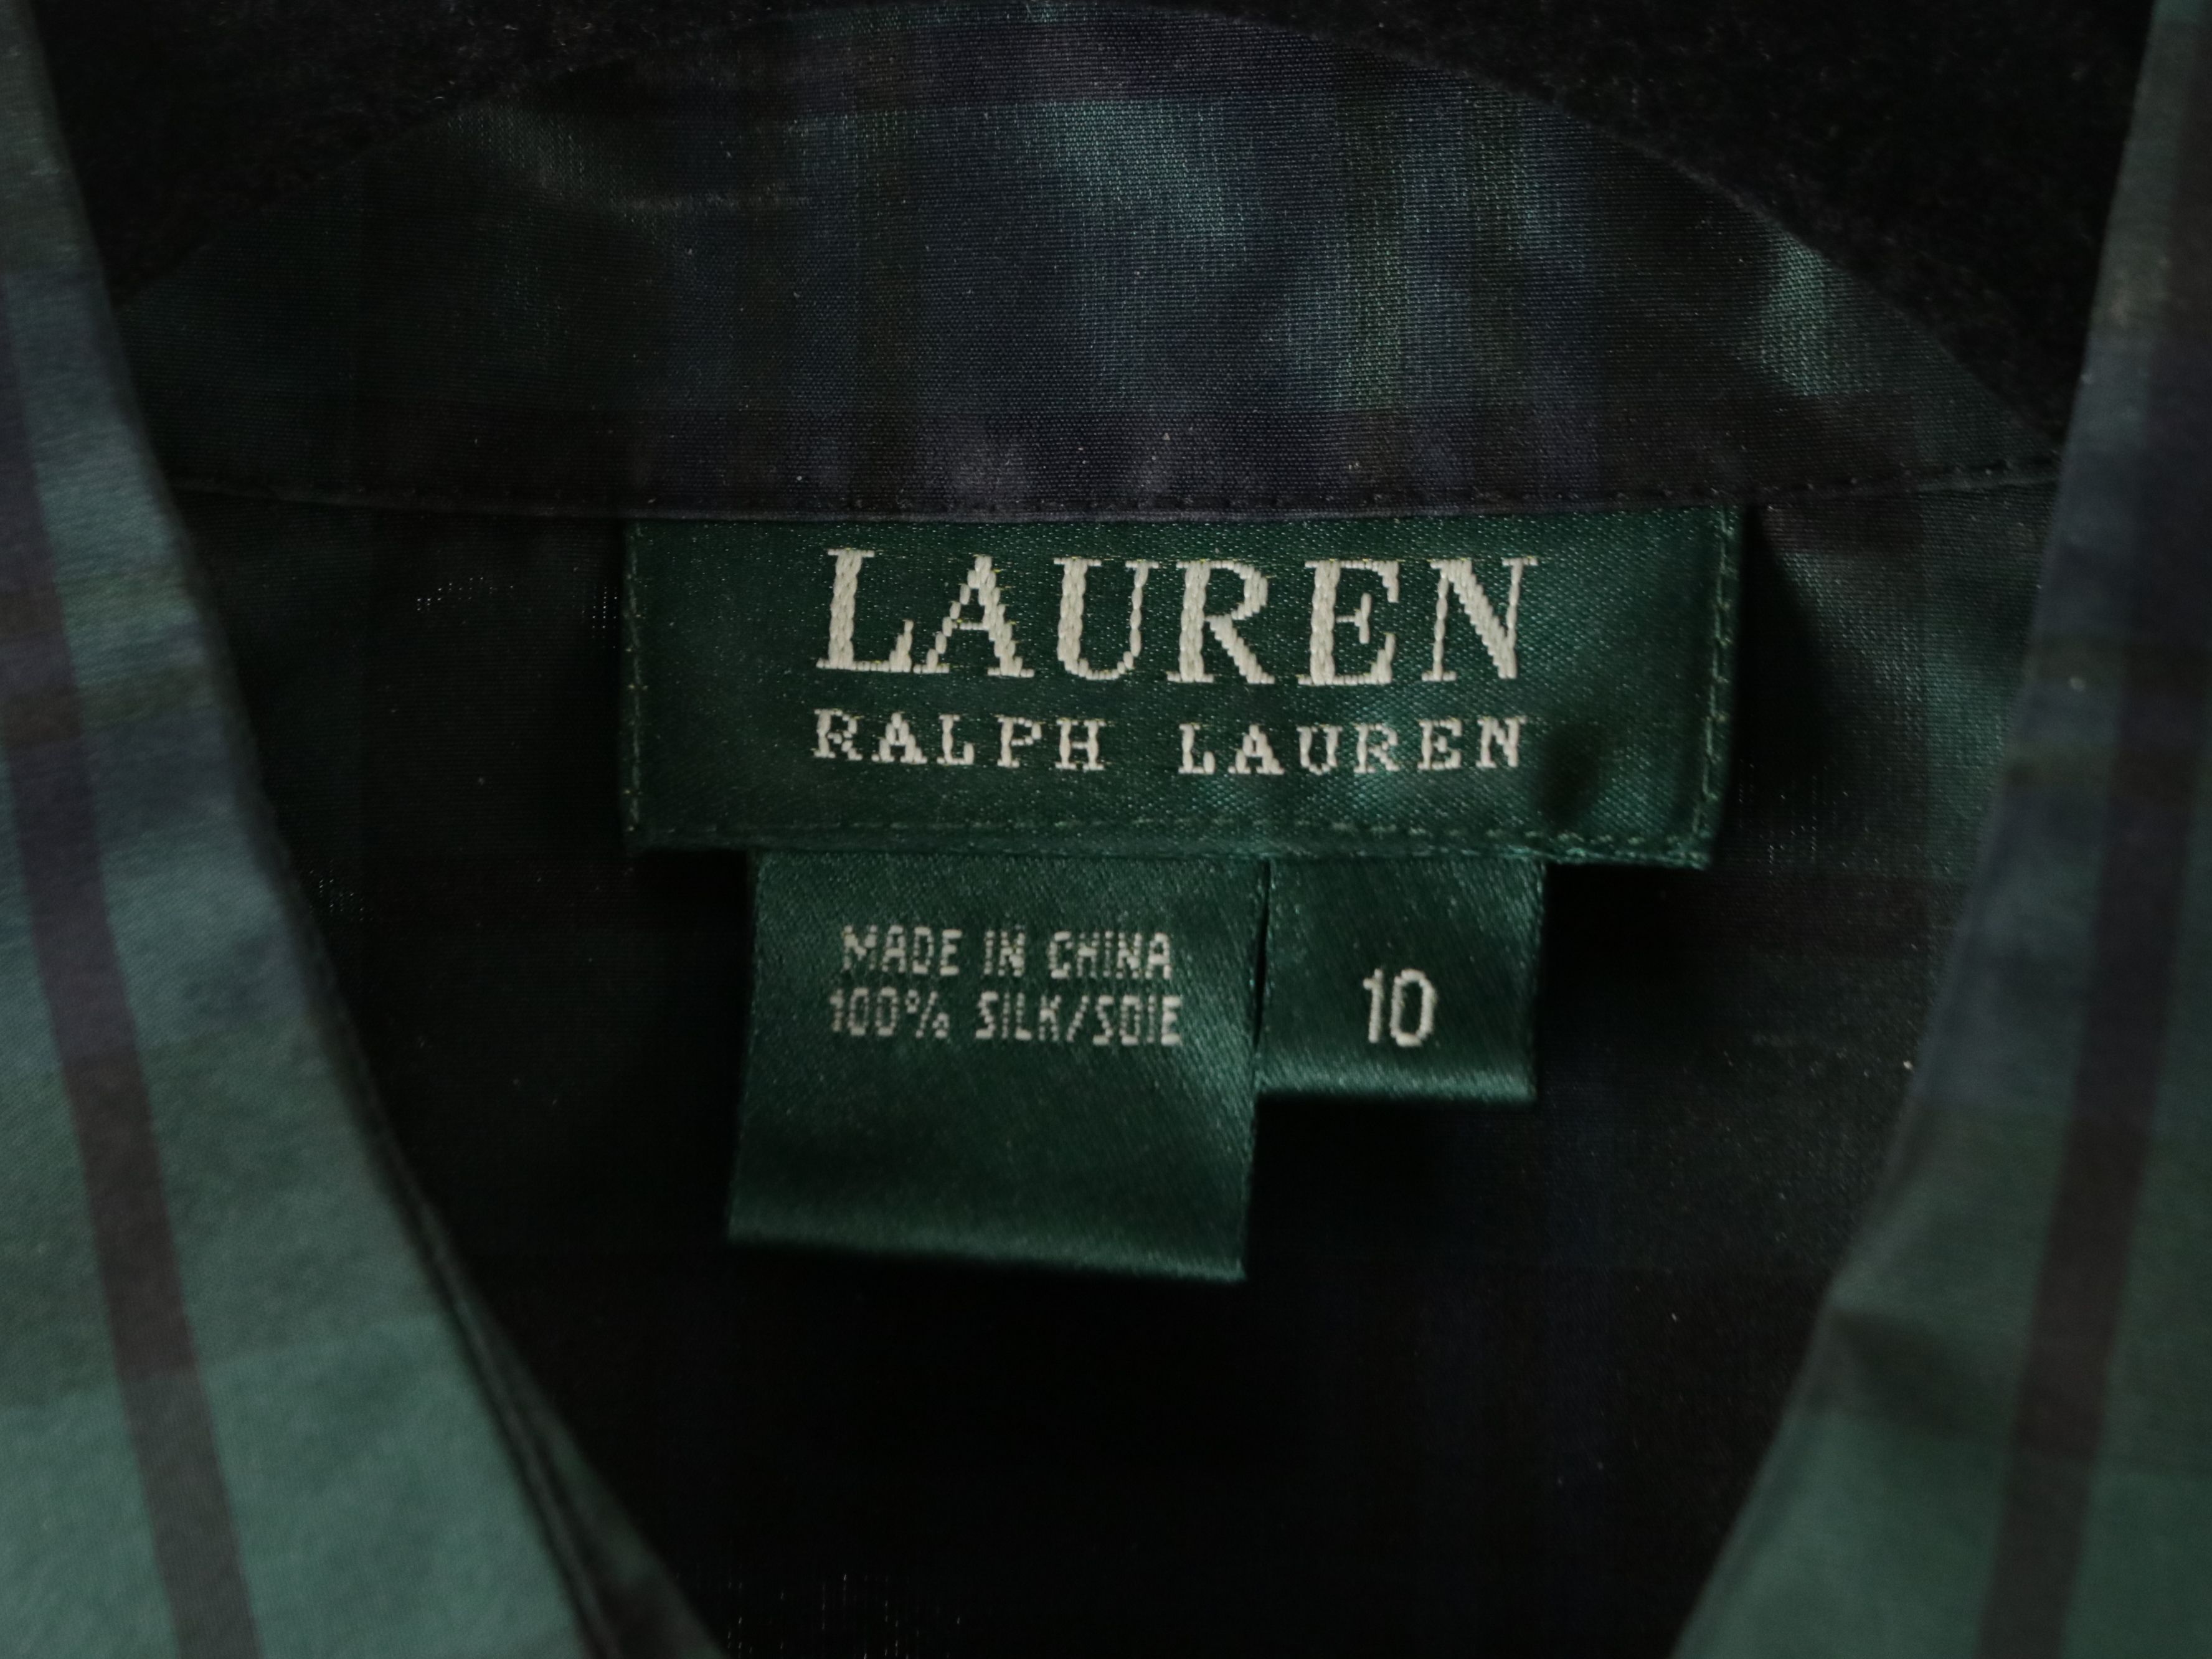 LAUREN
RALPH LAUREN
MADE IN CHINA
100% SILK/SOIE
10